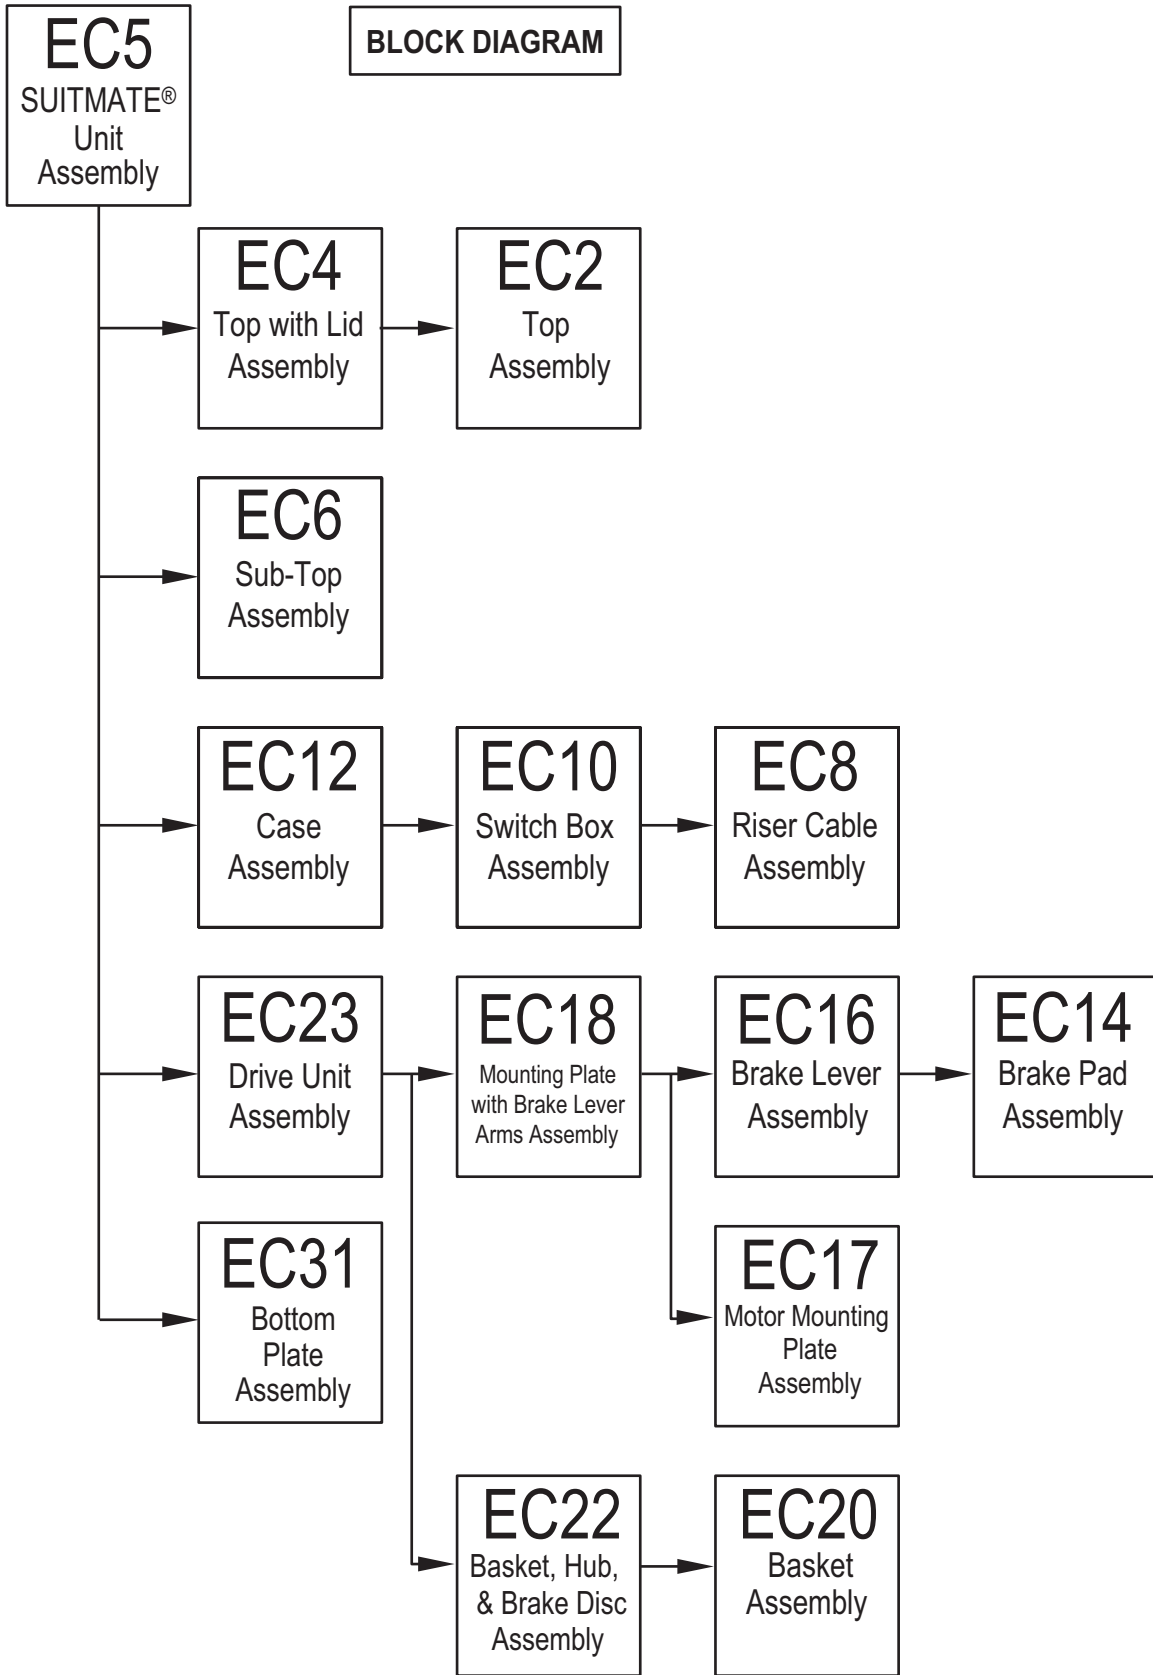 EC5
SUITMATE®
Unit
Assembly
BLOCK DIAGRAM
EC4
Top with Lid
Assembly
EC2
Top
Assembly
EC6
Sub-Top
Assembly
EC12
Case
Assembly
EC10
Switch Box
Assembly
EC8
Riser Cable
Assembly
EC23
Drive Unit
Assembly
EC18
Mounting Plate
with Brake Lever
Arms Assembly
EC16
Brake Lever
Assembly
EC14
Brake Pad
Assembly
EC31
Bottom
Plate
Assembly
EC17
Motor Mounting
Plate
Assembly
EC22
Basket, Hub,
& Brake Disc
Assembly
EC20
Basket
Assembly